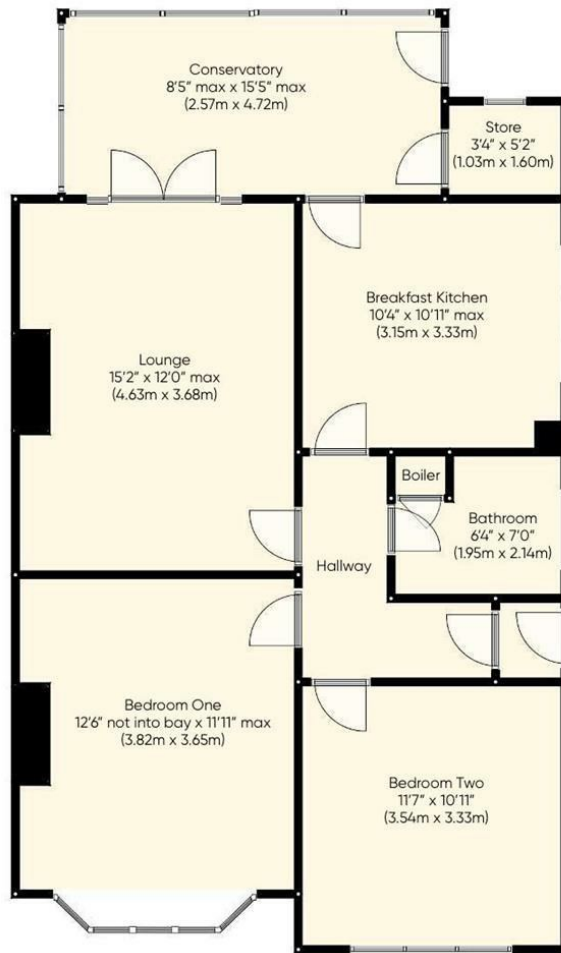 Conservatory
8'5" max x 15'5" max
(2.57m x 4.72m)
Store
3'4" x 5'2"
(1.03m x 1.60m)
Breakfast Kitchen
10'4" x 10'11" max
(3.15m x 3.33m)
Lounge
15'2" x 12'0" max
(4.63m x 3.68m)
Boiler
Bathroom
6'4" x 7'0"
(1.95m x 2.14m)
Hallway
Bedroom One
12'6" not into bay x 11'11" max
(3.82m x 3.65m)
Bedroom Two
11'7" x 10'11"
(3.54m x 3.33m)